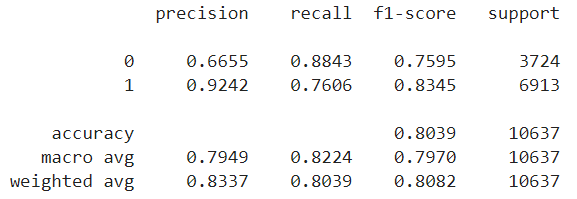 precision recall f1-score support
0 0.6655 0.8843 0.7595 3724
1 0.9242 0.7606 0.8345 6913
accuracy 0.8039 10637
macro avg 0.7949 0.8224 0.7970 10637
weighted avg 0.8337 0.8039 0.8082 10637